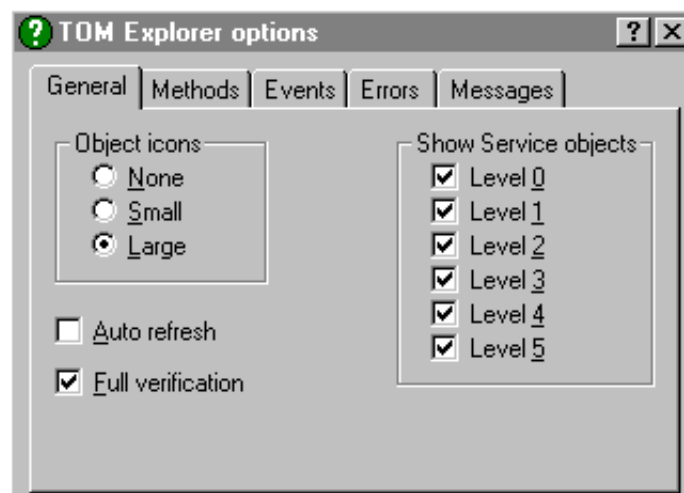 TOM Explorer options
General Methods Events Errors Messages
Object icons
None
Small
Large
Auto refresh
Full verification
Show Service objects
Level 0
Level 1
Level 2
Level 3
Level 4
Level 5